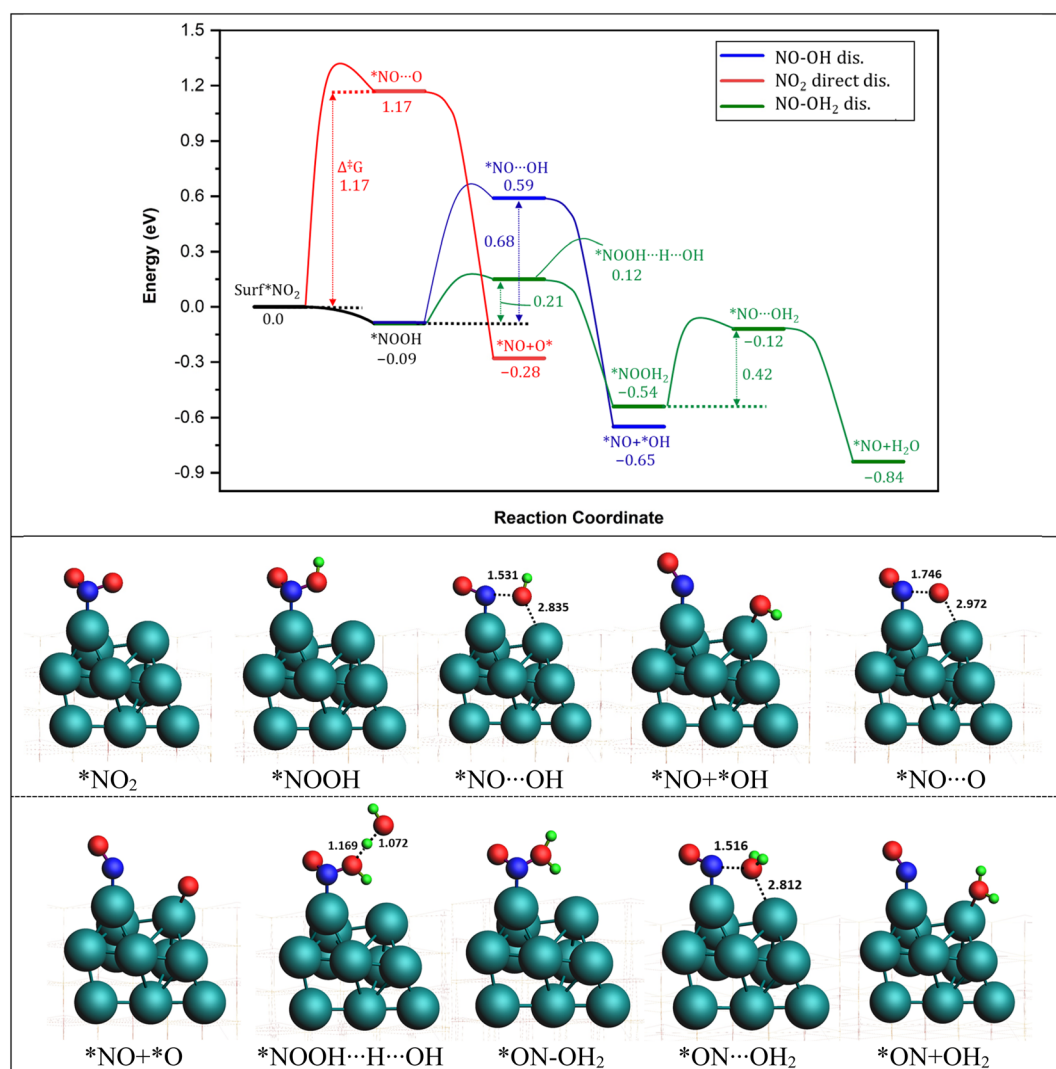 1.5
1.2
0.9
0.6
0.3
0.0
-0.3
-0.6
-0.9
Energy (eV)
Reaction Coordinate
NO-OH dis.
NO₂ direct dis.
NO-OH₂ dis.
*NO···O
1.17
Δ‡G
1.17
Surf*NO₂
0.0
*NOOH
−0.09
*NO···OH
0.59
0.68
*NOOH···H···OH
0.12
0.21
*NO+O*
−0.28
*NOOH₂
−0.54
*NO+*OH
−0.65
*NO···OH₂
−0.12
0.42
*NO+H₂O
−0.84
1.531
2.835
1.746
2.972
*NO₂
*NOOH
*NO···OH
*NO+*OH
*NO···O
1.169
1.072
1.516
2.812
*NO+*O
*NOOH···H···OH
*ON-OH₂
*ON···OH₂
*ON+OH₂